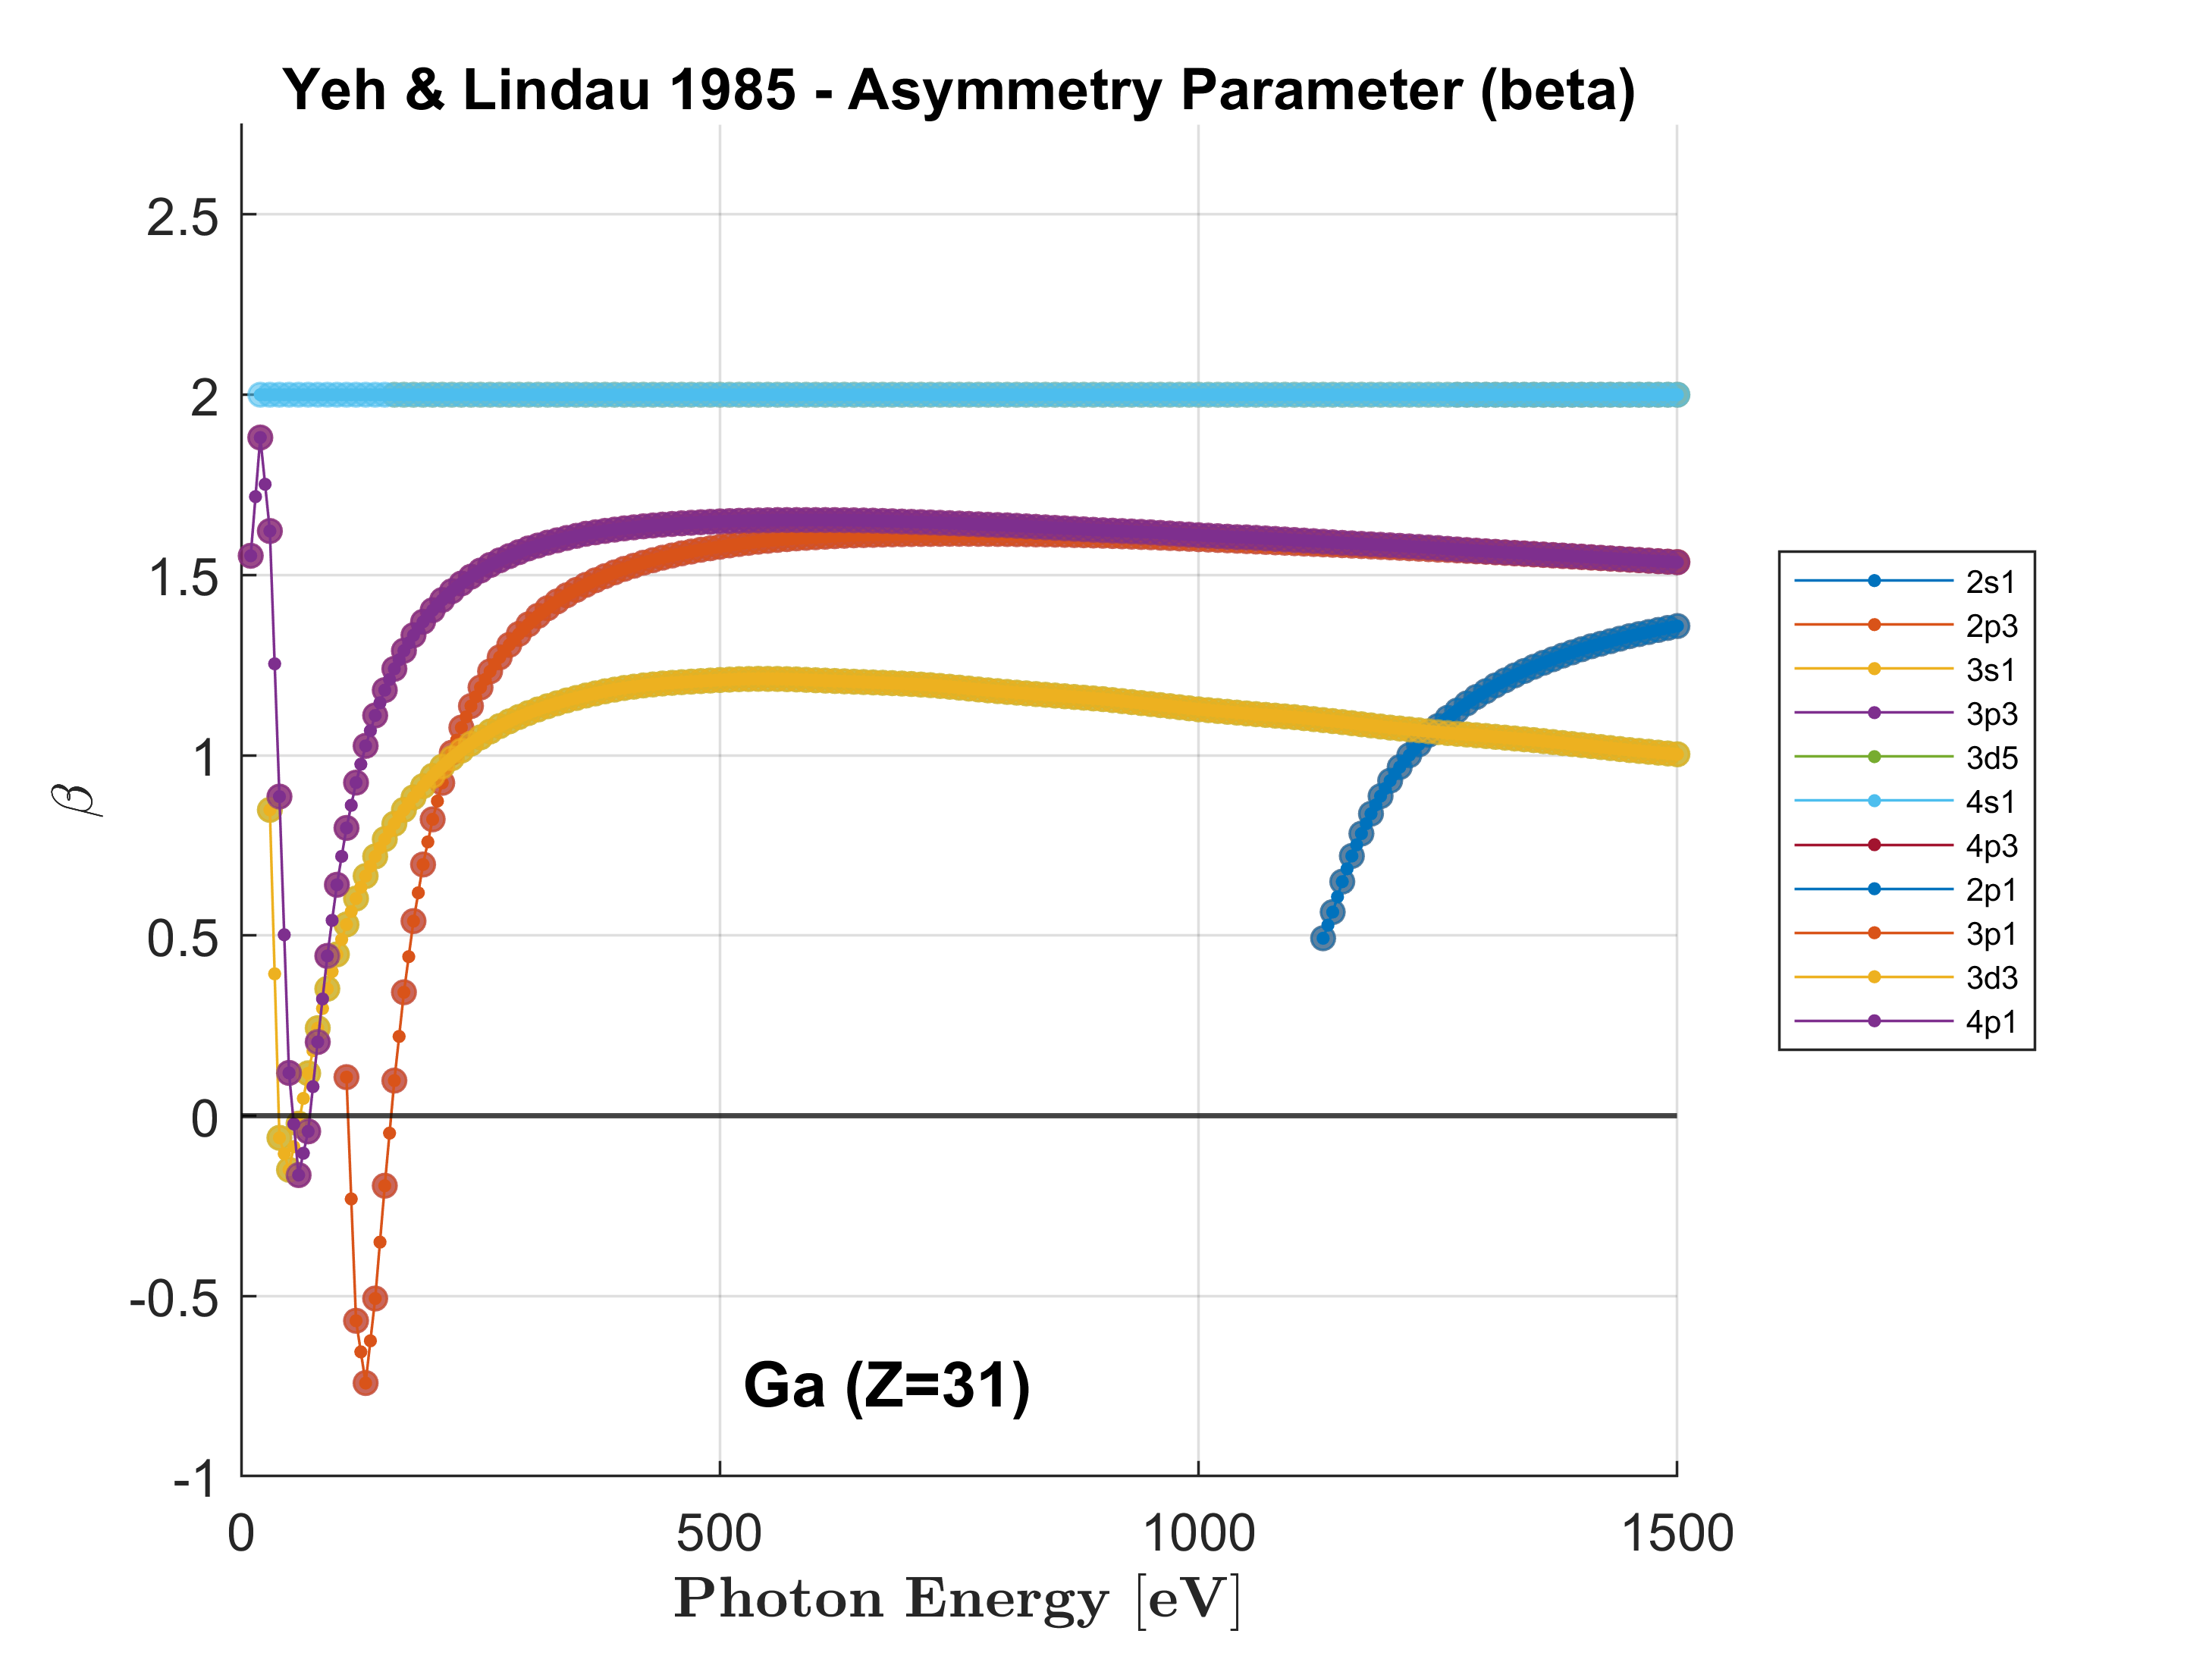 Yeh & Lindau 1985 - Asymmetry Parameter (beta)
2.5
2
1.5
1
0.5
0
-0.5
-1
β
0 500 1000 1500
Photon Energy [eV]
Ga (Z=31)
2s1
2p3
3s1
3p3
3d5
4s1
4p3
2p1
3p1
3d3
4p1